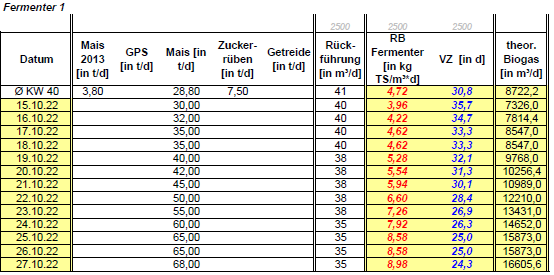 Fermenter 1
2500 2500
Datum Mais 2013 [in t/d] GPS [in t/d] Mais [in t/d] Zucker-rüben [in t/d] Getreide [in t/d] Rück-führung [in m³/d] RB Fermenter [in kg TS/m³*d] VZ [in d] theor. Biogas [in m³/d]
Ø KW 40 3,80 28,80 7,50 41 4,72 30,8 8722,2
15.10.22 30,00 40 3,96 35,7 7326,0
16.10.22 32,00 40 4,22 34,7 7814,4
17.10.22 35,00 40 4,62 33,3 8547,0
18.10.22 35,00 40 4,62 33,3 8547,0
19.10.22 40,00 38 5,28 32,1 9768,0
20.10.22 42,00 38 5,54 31,3 10256,4
21.10.22 45,00 38 5,94 30,1 10989,0
22.10.22 50,00 38 6,60 28,4 12210,0
23.10.22 55,00 38 7,26 26,9 13431,0
24.10.22 60,00 35 7,92 26,3 14652,0
25.10.22 65,00 35 8,58 25,0 15873,0
26.10.22 65,00 35 8,58 25,0 15873,0
27.10.22 68,00 35 8,98 24,3 16605,6